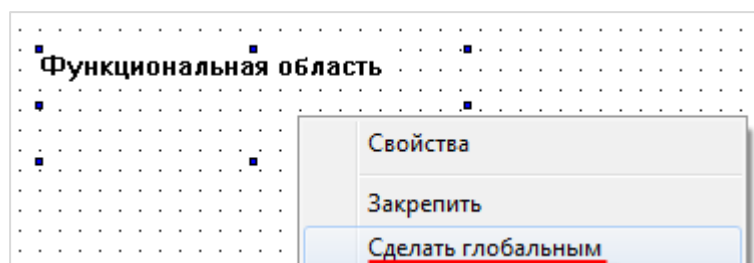 Функциональная область
Свойства
Закрепить
Сделать глобальным